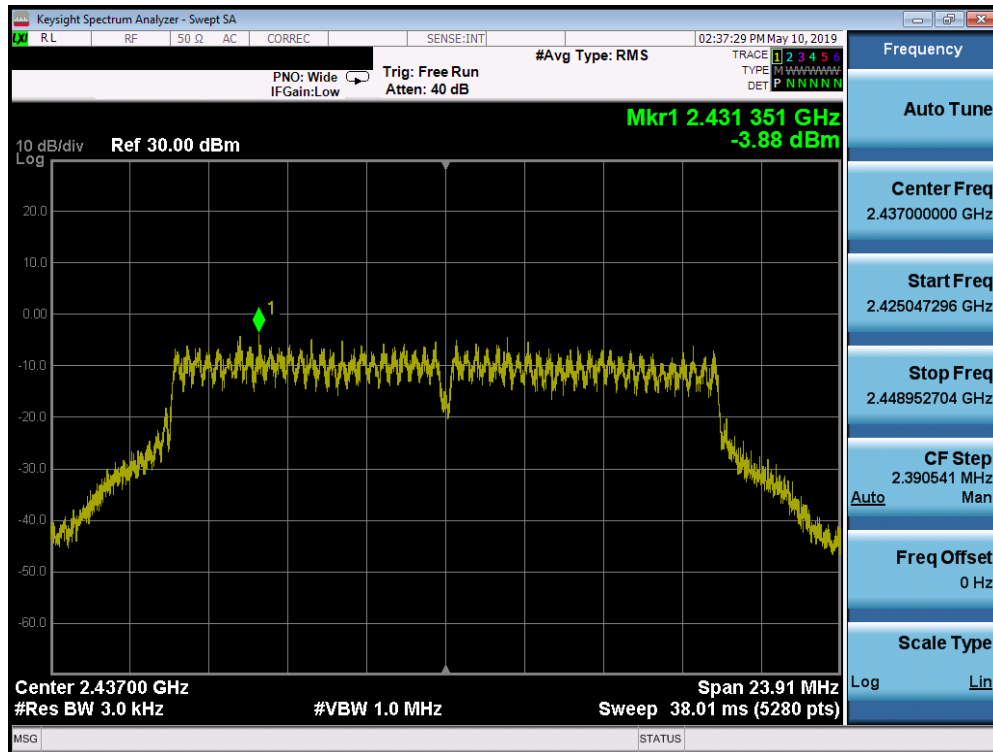 Keysight Spectrum Analyzer - Swept SA
LXI RL RF 50 Ω AC CORREC SENSE:INT 02:37:29 PM May 10, 2019
#Avg Type: RMS TRACE 1 2 3 4 5 6
PNO: Wide Trig: Free Run TYPE M W W W W W
IFGain:Low Atten: 40 dB DET P N N N N N
Mkr1 2.431 351 GHz
-3.88 dBm
10 dB/div Ref 30.00 dBm
Log
20.0
10.0
0.00
1
-10.0
-20.0
-30.0
-40.0
-50.0
-60.0
Center 2.43700 GHz Span 23.91 MHz
#Res BW 3.0 kHz #VBW 1.0 MHz Sweep 38.01 ms (5280 pts)
MSG STATUS
Frequency
Auto Tune
Center Freq
2.437000000 GHz
Start Freq
2.425047296 GHz
Stop Freq
2.448952704 GHz
CF Step
2.390541 MHz
Auto Man
Freq Offset
0 Hz
Scale Type
Log Lin